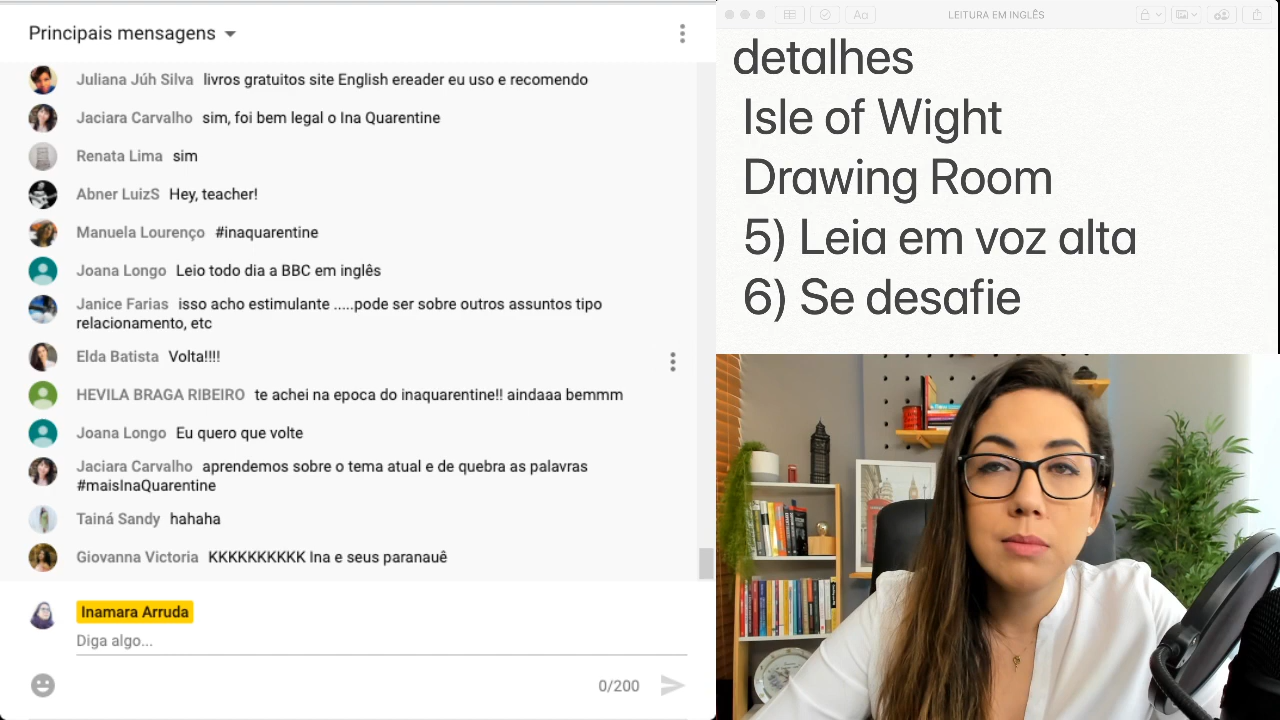 Principais mensagens
Juliana Júh Silva livros gratuitos site English ereader eu uso e recomendo
Jaciara Carvalho sim, foi bem legal o Ina Quarentine
Renata Lima sim
Abner LuizS Hey, teacher!
Manuela Lourenço #inaquarentine
Joana Longo Leio todo dia a BBC em inglês
Janice Farias isso acho estimulante .....pode ser sobre outros assuntos tipo
relacionamento, etc
Elda Batista Volta!!!!
HEVILA BRAGA RIBEIRO te achei na epoca do inaquarentine!! aindaaa bemmm
Joana Longo Eu quero que volte
Jaciara Carvalho aprendemos sobre o tema atual e de quebra as palavras
#maisInaQuarentine
Tainá Sandy hahaha
Giovanna Victoria KKKKKKKKKK Ina e seus paranauê
Inamara Arruda
Diga algo...
0/200
Aa
LEITURA EM INGLÊS
detalhes
Isle of Wight
Drawing Room
5) Leia em voz alta
6) Se desafie